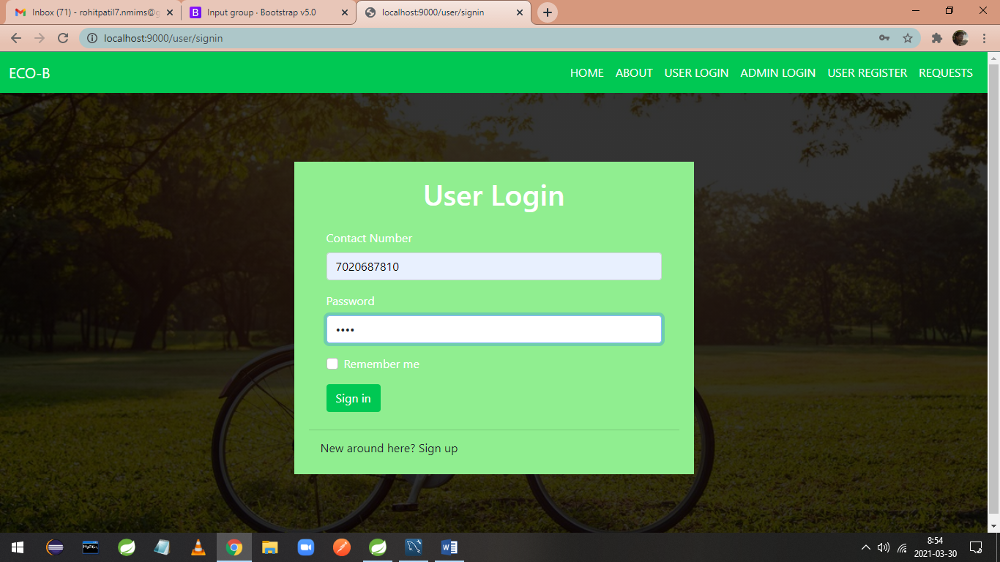 Inbox (71) - rohitpatil7.nmims@g
Input group · Bootstrap v5.0
localhost:9000/user/signin
localhost:9000/user/signin
ECO-B
HOME ABOUT USER LOGIN ADMIN LOGIN USER REGISTER REQUESTS
User Login
Contact Number
7020687810
Password
••••
Remember me
Sign in
New around here? Sign up
MySQL
W
8:54
2021-03-30